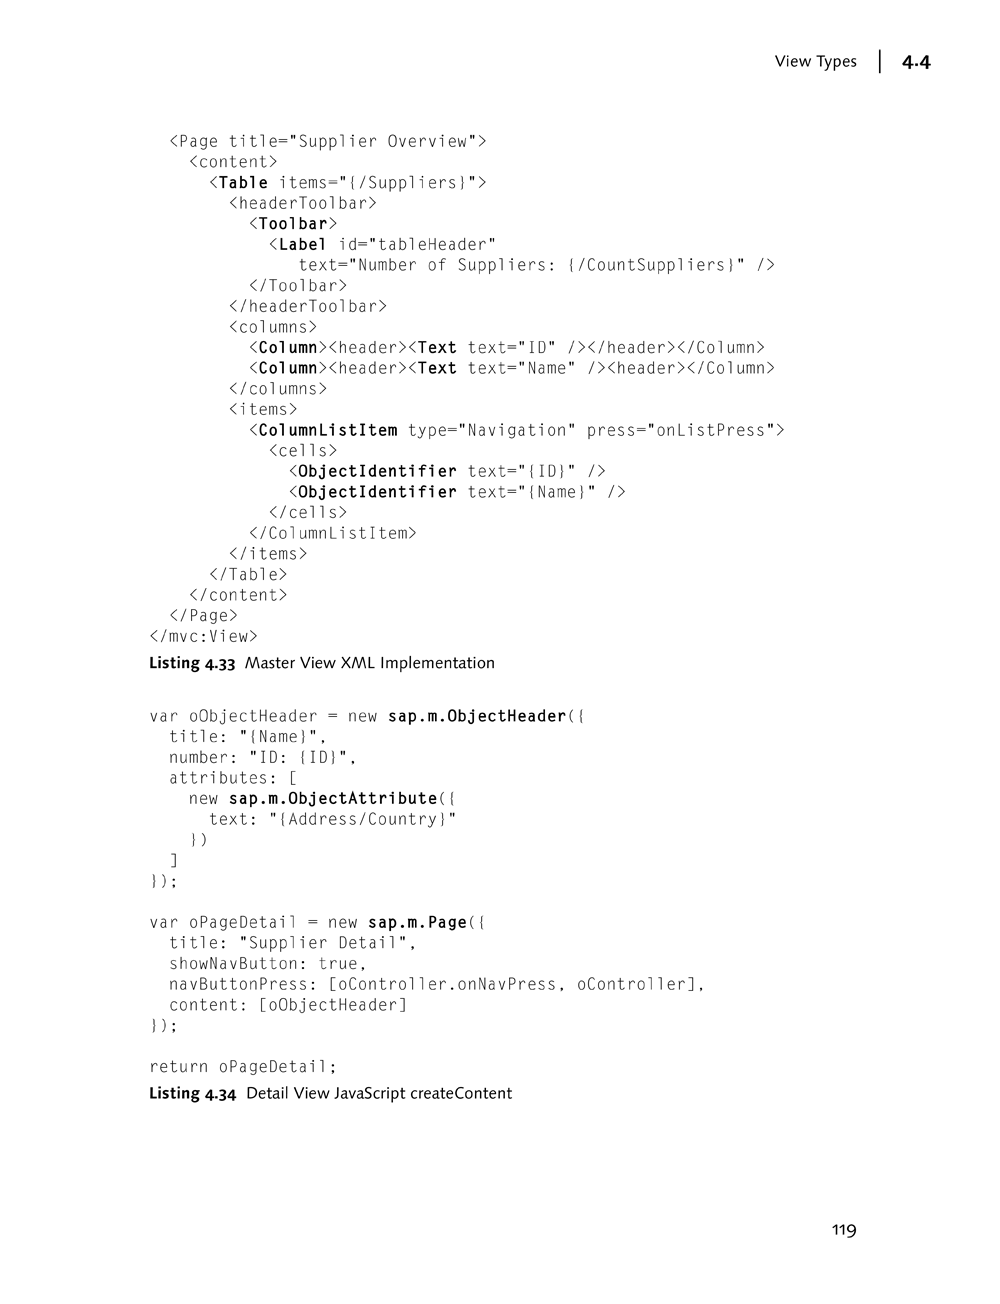 View Types | 4.4
<Page title="Supplier Overview">
<content>
<Table items="{/Suppliers}">
<headerToolbar>
<Toolbar>
<Label id="tableHeader"
text="Number of Suppliers: {/CountSuppliers}" />
</Toolbar>
</headerToolbar>
<columns>
<Column><header><Text text="ID" /></header></Column>
<Column><header><Text text="Name" /><header></Column>
</columns>
<items>
<ColumnListItem type="Navigation" press="onListPress">
<cells>
<ObjectIdentifier text="{ID}" />
<ObjectIdentifier text="{Name}" />
</cells>
</ColumnListItem>
</items>
</Table>
</content>
</Page>
</mvc:View>
Listing 4.33 Master View XML Implementation
var oObjectHeader = new sap.m.ObjectHeader({
title: "{Name}",
number: "ID: {ID}",
attributes: [
new sap.m.ObjectAttribute({
text: "{Address/Country}"
})
]
});
var oPageDetail = new sap.m.Page({
title: "Supplier Detail",
showNavButton: true,
navButtonPress: [oController.onNavPress, oController],
content: [oObjectHeader]
});
return oPageDetail;
Listing 4.34 Detail View JavaScript createContent
119